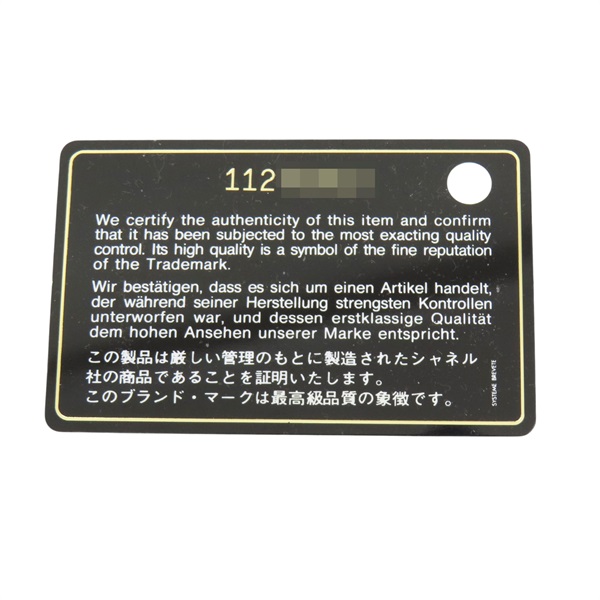 112
We certify the authenticity of this item and confirm
that it has been subjected to the most exacting quality
control. Its high quality is a symbol of the fine reputation
of the Trademark.
Wir bestätigen, dass es sich um einen Artikel handelt,
der während seiner Herstellung strengsten Kontrollen
unterworfen war, und dessen erstklassige Qualität
dem hohen Ansehen unserer Marke entspricht.
この製品は厳しい管理のもとに製造されたシャネル
社の商品であることを証明いたします。
このブランド・マークは最高級品質の象徴です。
SYSTEME BREVETE